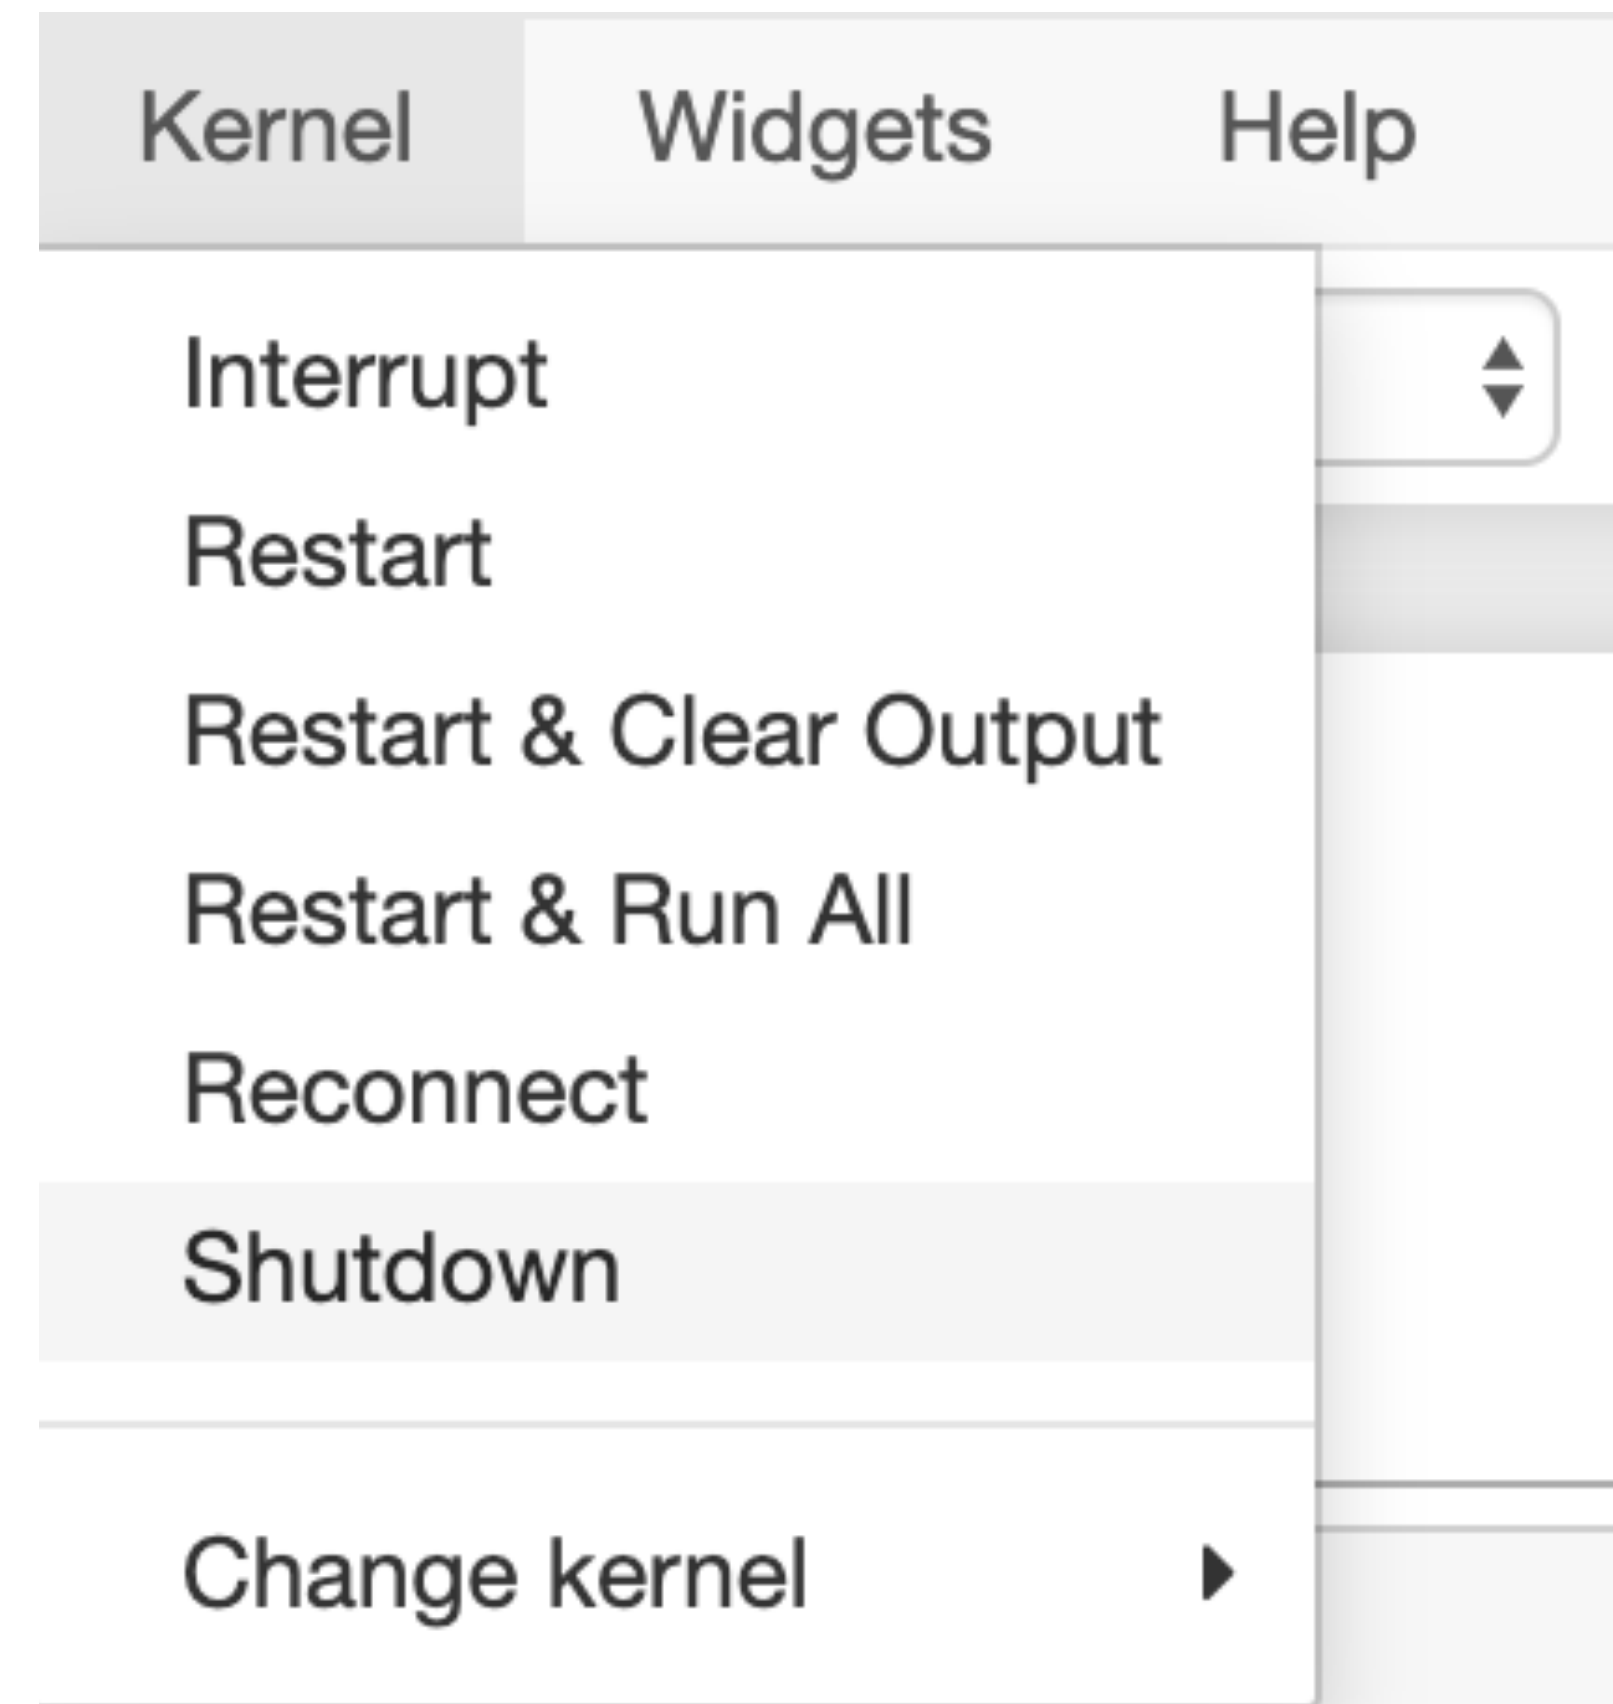 Kernel Widgets Help
Interrupt
Restart
Restart & Clear Output
Restart & Run All
Reconnect
Shutdown
Change kernel